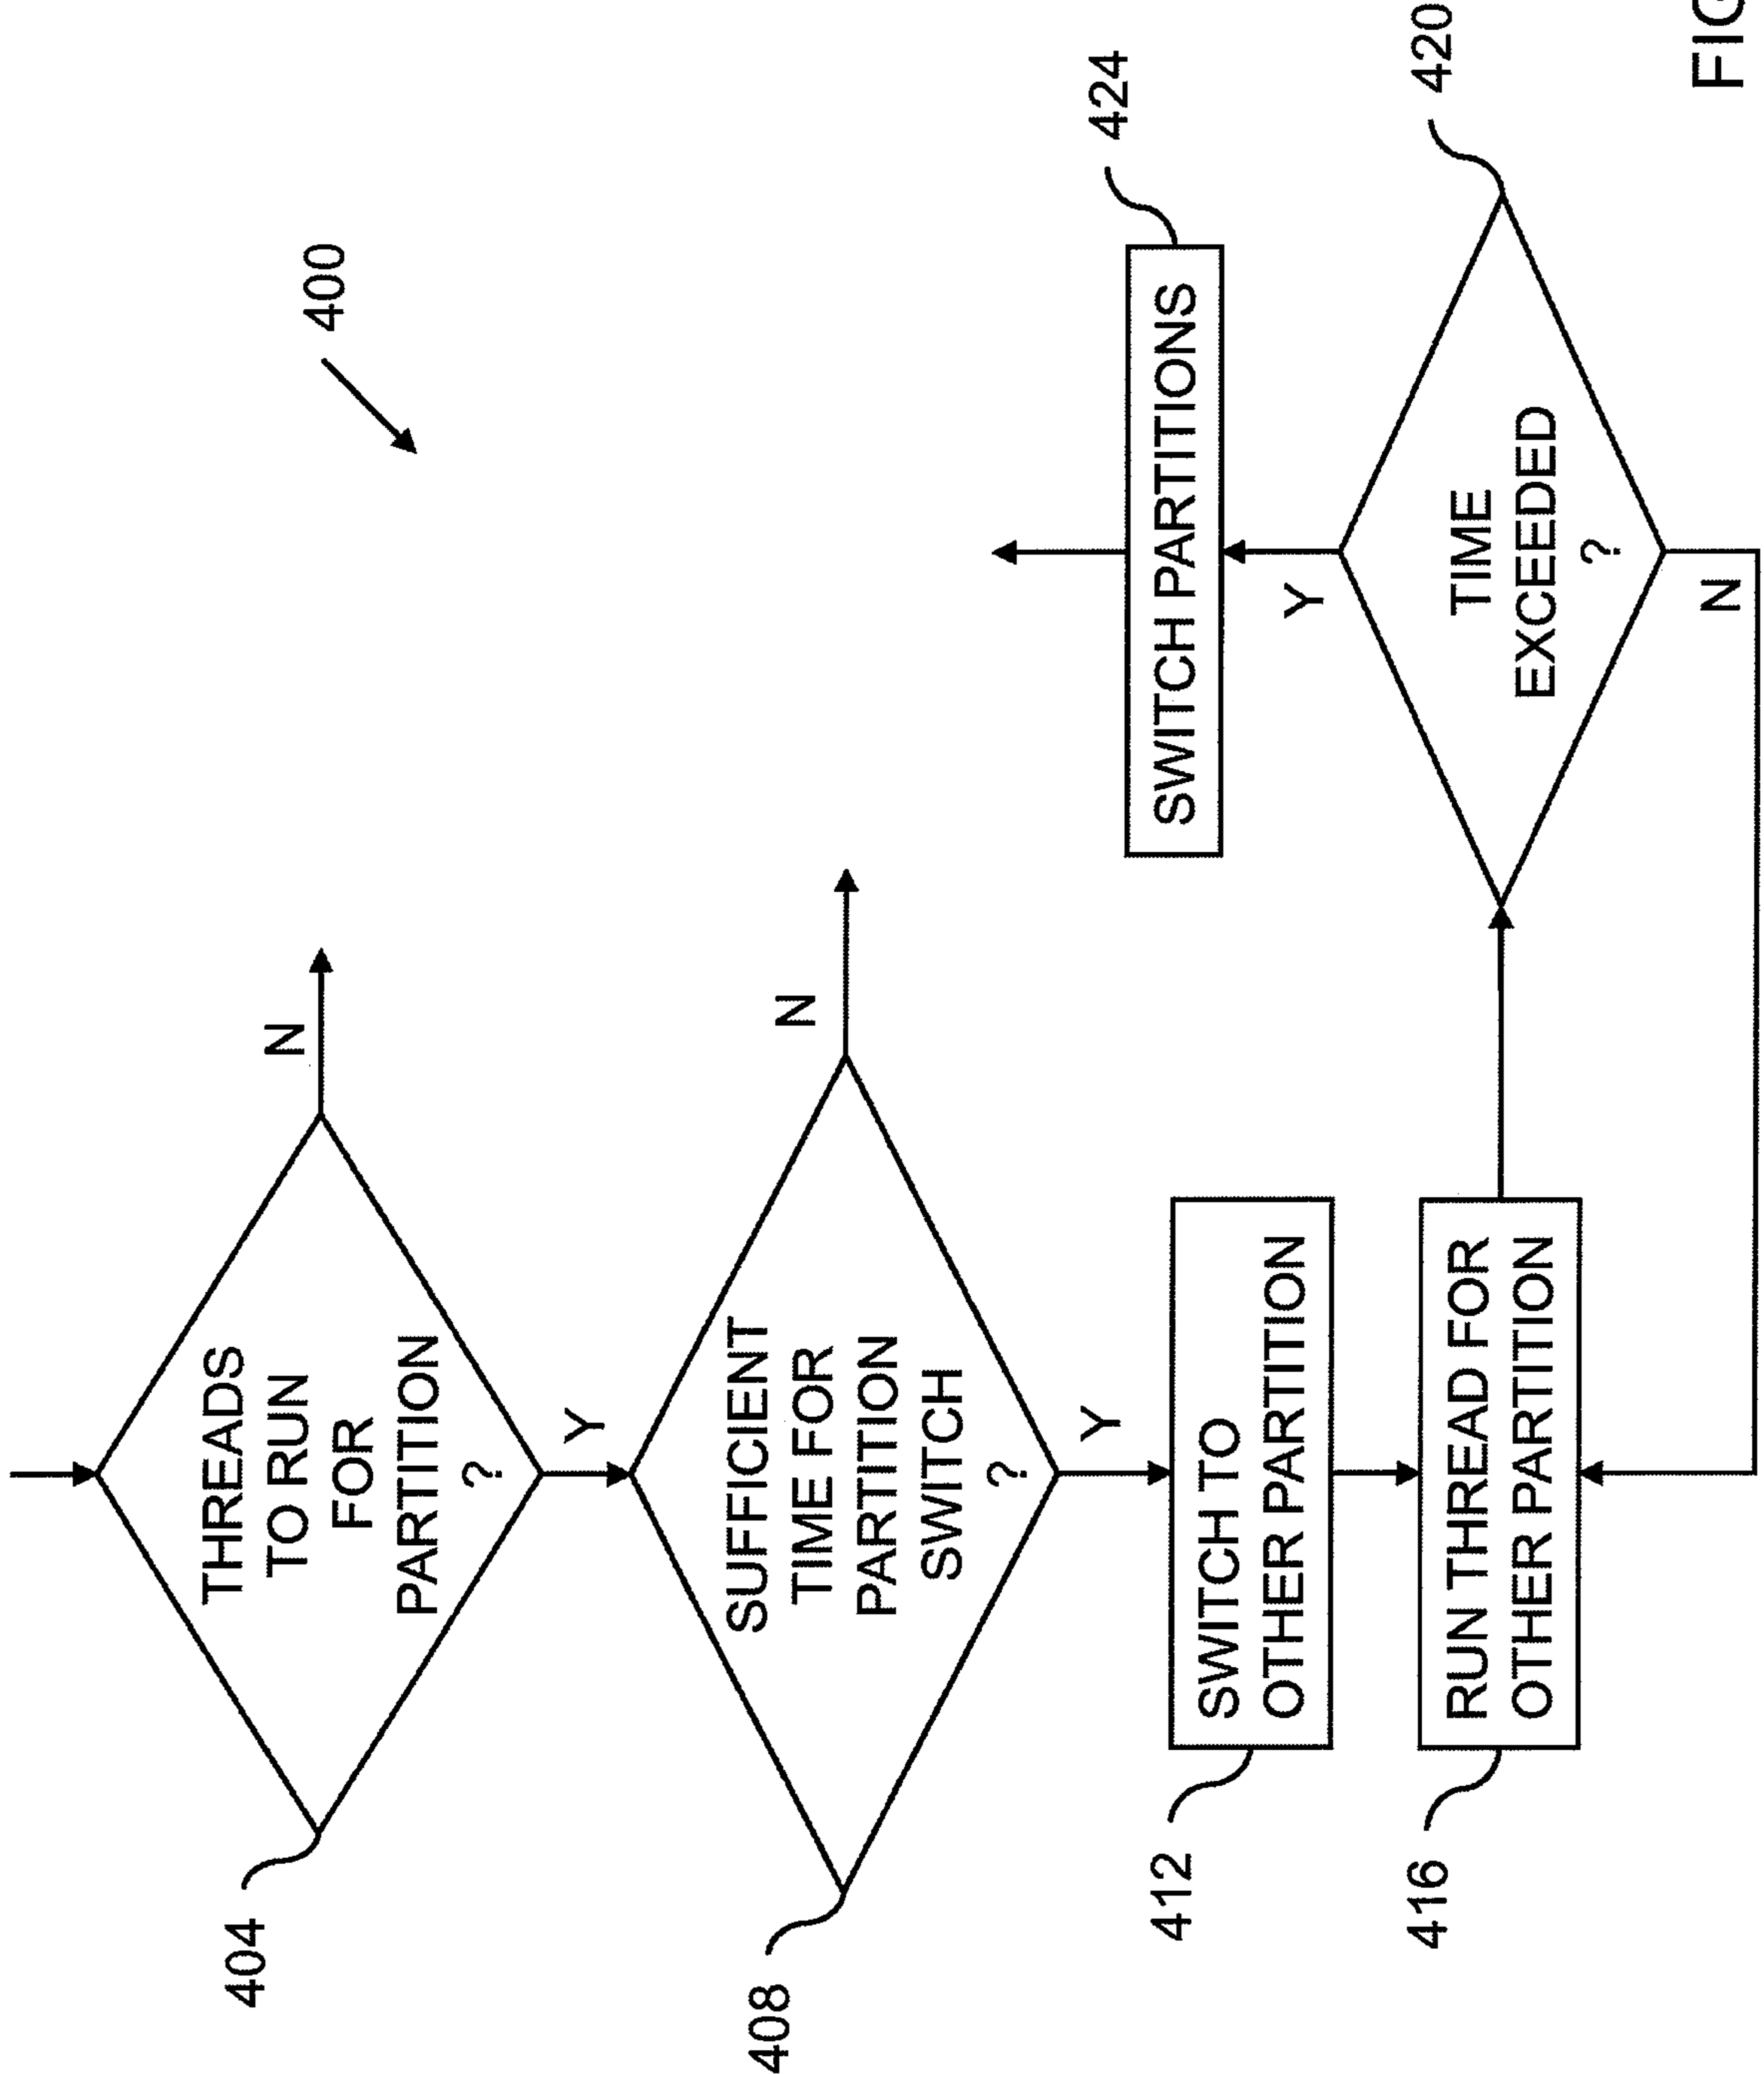 400
THREADS
TO RUN
FOR
PARTITION
?
404
N
Y
SUFFICIENT
TIME FOR
PARTITION
SWITCH
?
408
N
Y
SWITCH TO
OTHER PARTITION
412
RUN THREAD FOR
OTHER PARTITION
416
SWITCH PARTITIONS
424
Y
TIME
EXCEEDED
?
420
N